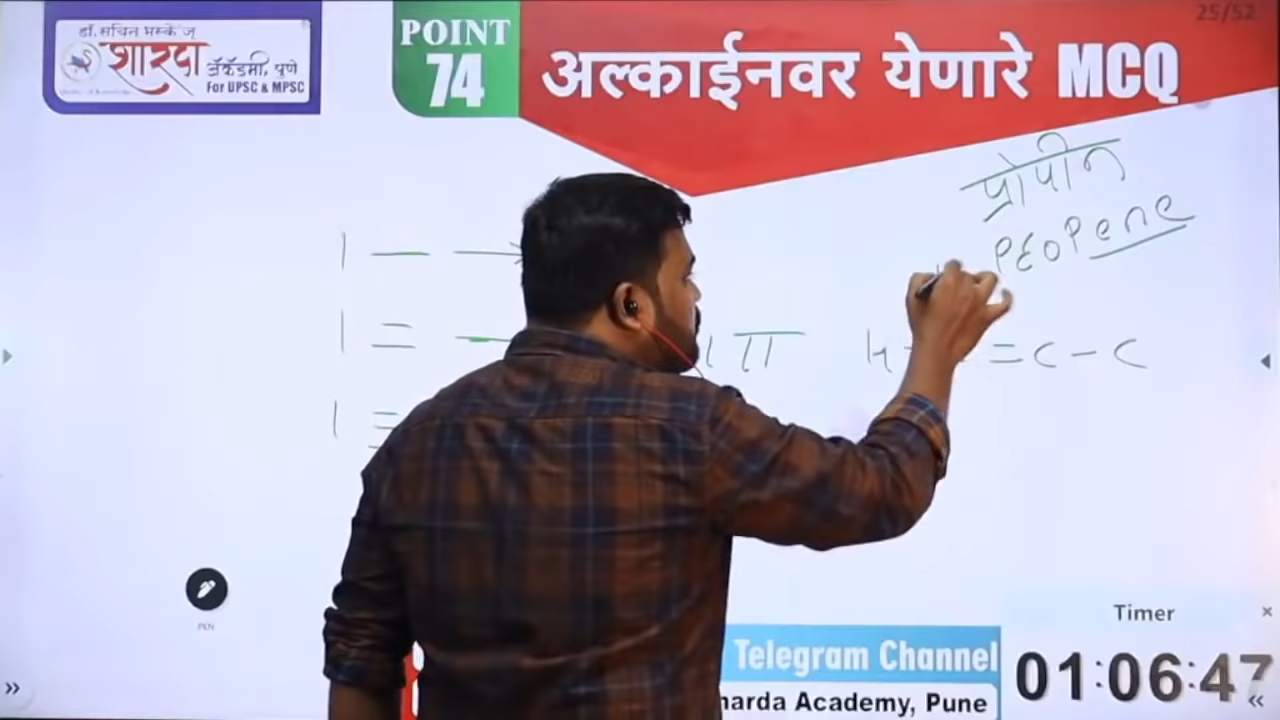 25/52
डॉ. सचिन भस्के'ज्
शारदा
ॲकॅडमी, पुणे
For UPSC & MPSC
POINT
74
अल्काईनवर येणारे MCQ
प्रोपीन
PROPene
=C-C
PEN
Telegram Channel
harda Academy, Pune
Timer
01:06:47